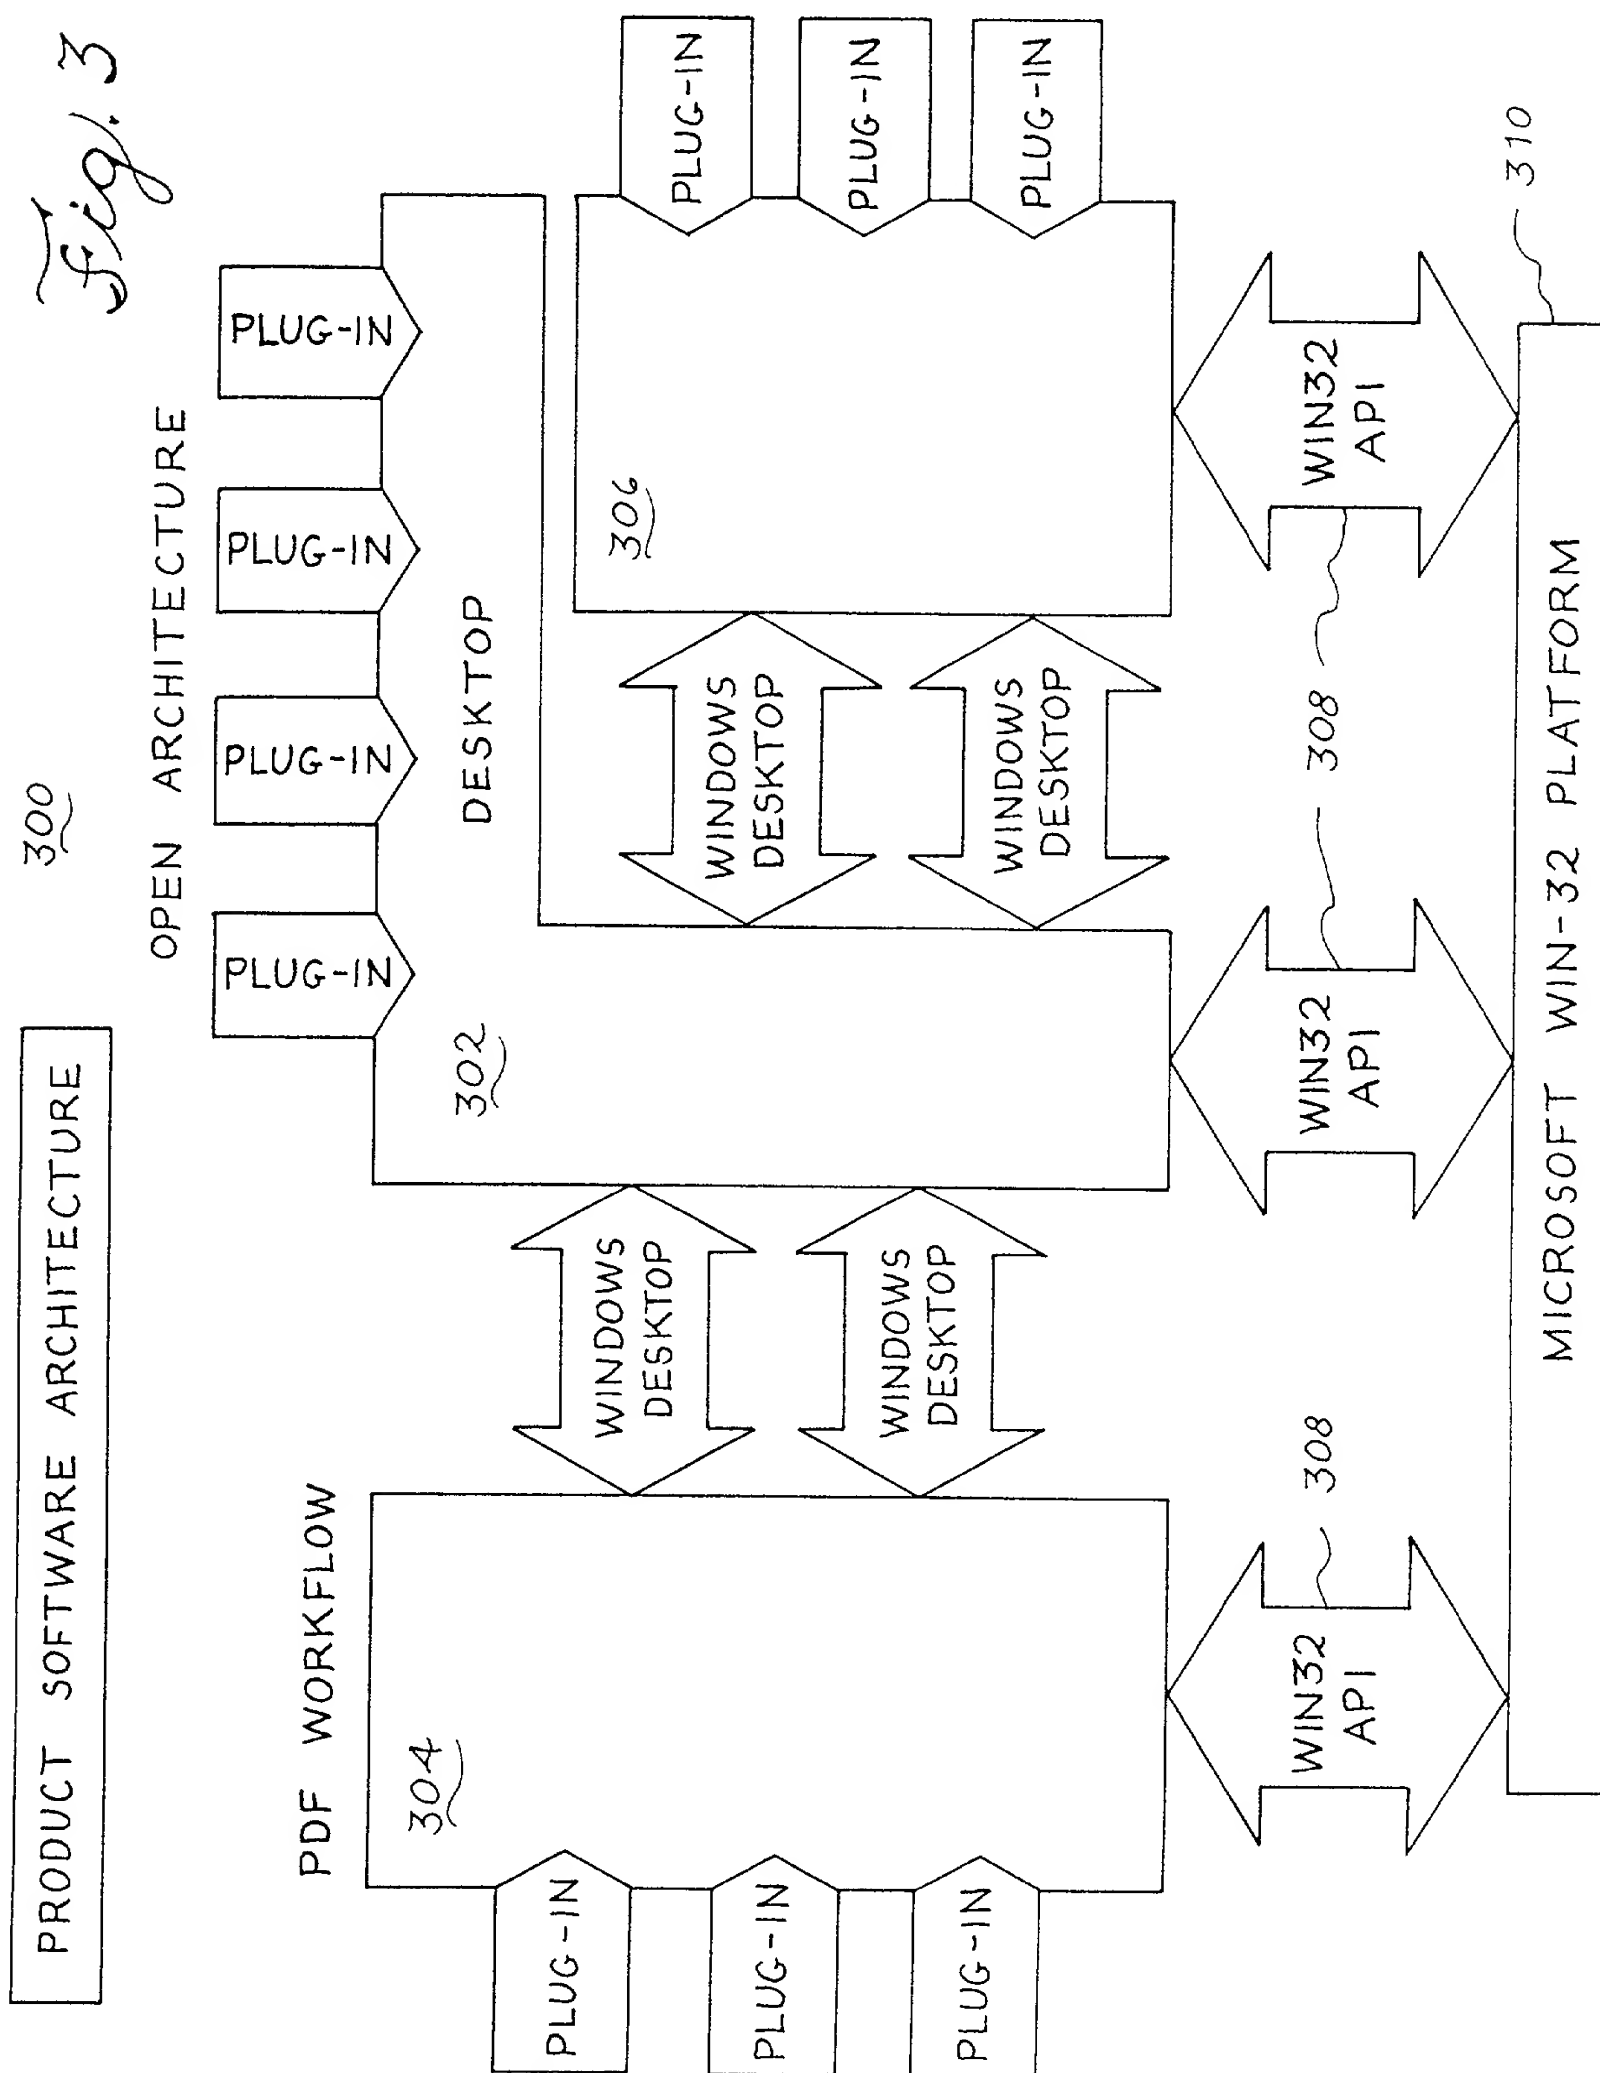 PRODUCT SOFTWARE ARCHITECTURE
300
Fig. 3
OPEN ARCHITECTURE
PDF WORKFLOW
PLUG-IN
PLUG-IN
PLUG-IN
PLUG-IN
DESKTOP
304
302
306
PLUG-IN
PLUG-IN
PLUG-IN
WINDOWS
DESKTOP
WINDOWS
DESKTOP
WINDOWS
DESKTOP
WINDOWS
DESKTOP
PLUG-IN
PLUG-IN
PLUG-IN
WIN32
API
308
WIN32
API
308
WIN32
API
310
MICROSOFT WIN-32 PLATFORM
308